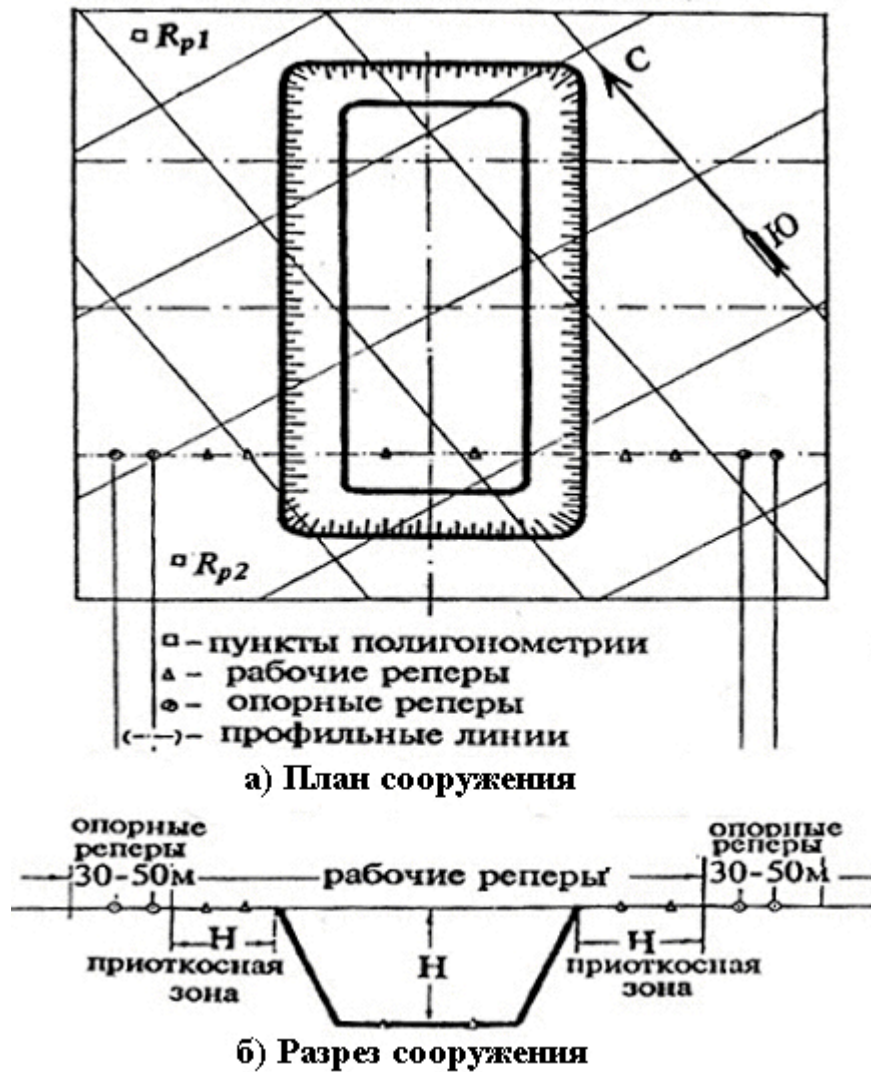 Rp1
С
Ю
Rp2
- пункты полигонометрии
- рабочие реперы
- опорные реперы
(-·-)- профильные линии
а) План сооружения
опорные реперы
30-50м
рабочие реперы
опорные реперы
30-50м
Н
приоткосная зона
Н
Н
приоткосная зона
б) Разрез сооружения